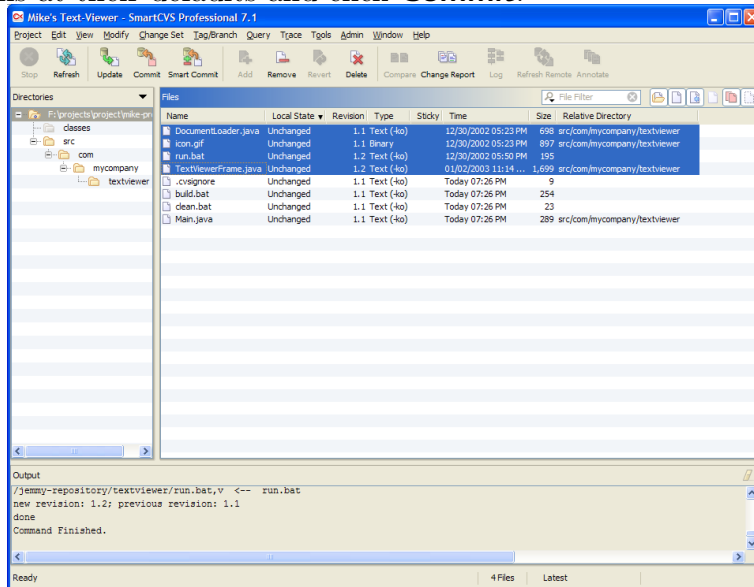 Mike's Text-Viewer - SmartCVS Professional 7.1
Project Edit View Modify Change Set Tag/Branch Query Trace Tools Admin Window Help
Stop Refresh Update Commit Smart Commit Add Remove Revert Delete Compare Change Report Log Refresh Remote Annotate
Directories Files File Filter
Name Local State Revision Type Sticky Time Size Relative Directory
F:\projects\project\mike-pr
classes
src
com
mycompany
textviewer
DocumentLoader.java Unchanged 1.1 Text (-ko) 12/30/2002 05:23 PM 698 src/com/mycompany/textviewer
icon.gif Unchanged 1.1 Binary 12/30/2002 05:23 PM 897 src/com/mycompany/textviewer
run.bat Unchanged 1.2 Text (-ko) 12/30/2002 05:50 PM 195
TextViewerFrame.java Unchanged 1.2 Text (-ko) 01/02/2003 11:14 ... 1,699 src/com/mycompany/textviewer
.cvsignore Unchanged 1.1 Text (-ko) Today 07:26 PM 9
build.bat Unchanged 1.1 Text (-ko) Today 07:26 PM 254
clean.bat Unchanged 1.1 Text (-ko) Today 07:26 PM 23
Main.java Unchanged 1.1 Text (-ko) Today 07:26 PM 289 src/com/mycompany/textviewer
Output
/jemmy-repository/textviewer/run.bat,v <-- run.bat
new revision: 1.2; previous revision: 1.1
done
Command Finished.
Ready 4 Files Latest